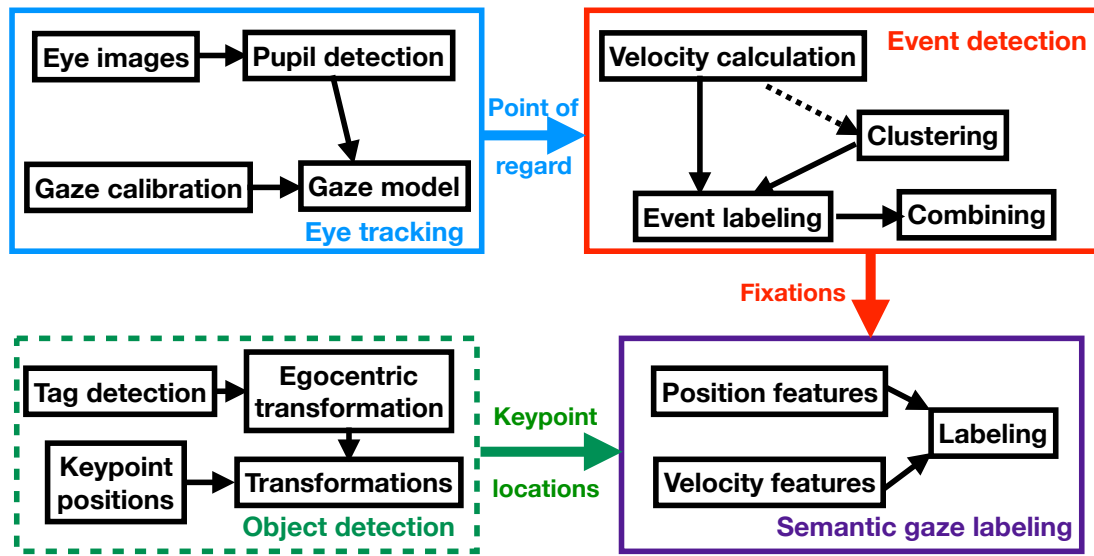 Eye images
Pupil detection
Gaze calibration
Gaze model
Eye tracking
Point of
regard
Event detection
Velocity calculation
Clustering
Event labeling
Combining
Fixations
Tag detection
Egocentric
transformation
Keypoint
positions
Transformations
Object detection
Keypoint
locations
Position features
Labeling
Velocity features
Semantic gaze labeling